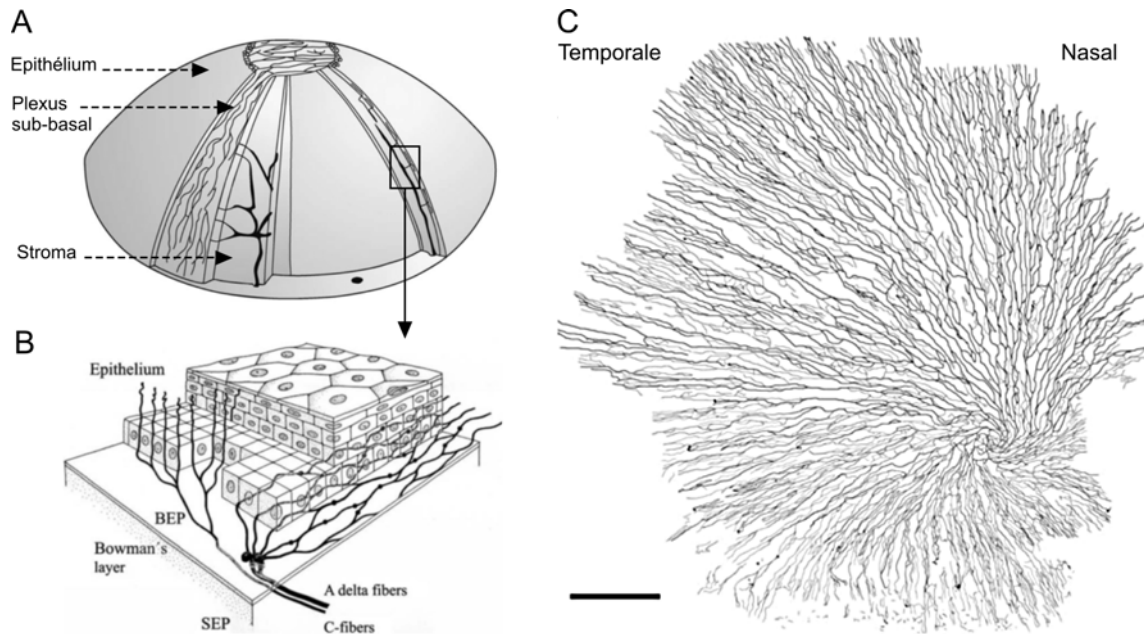 A
Epithélium
Plexus
sub-basal
Stroma
B
Epithelium
BEP
Bowman´s
layer
SEP
A delta fibers
C-fibers
C
Temporale
Nasal